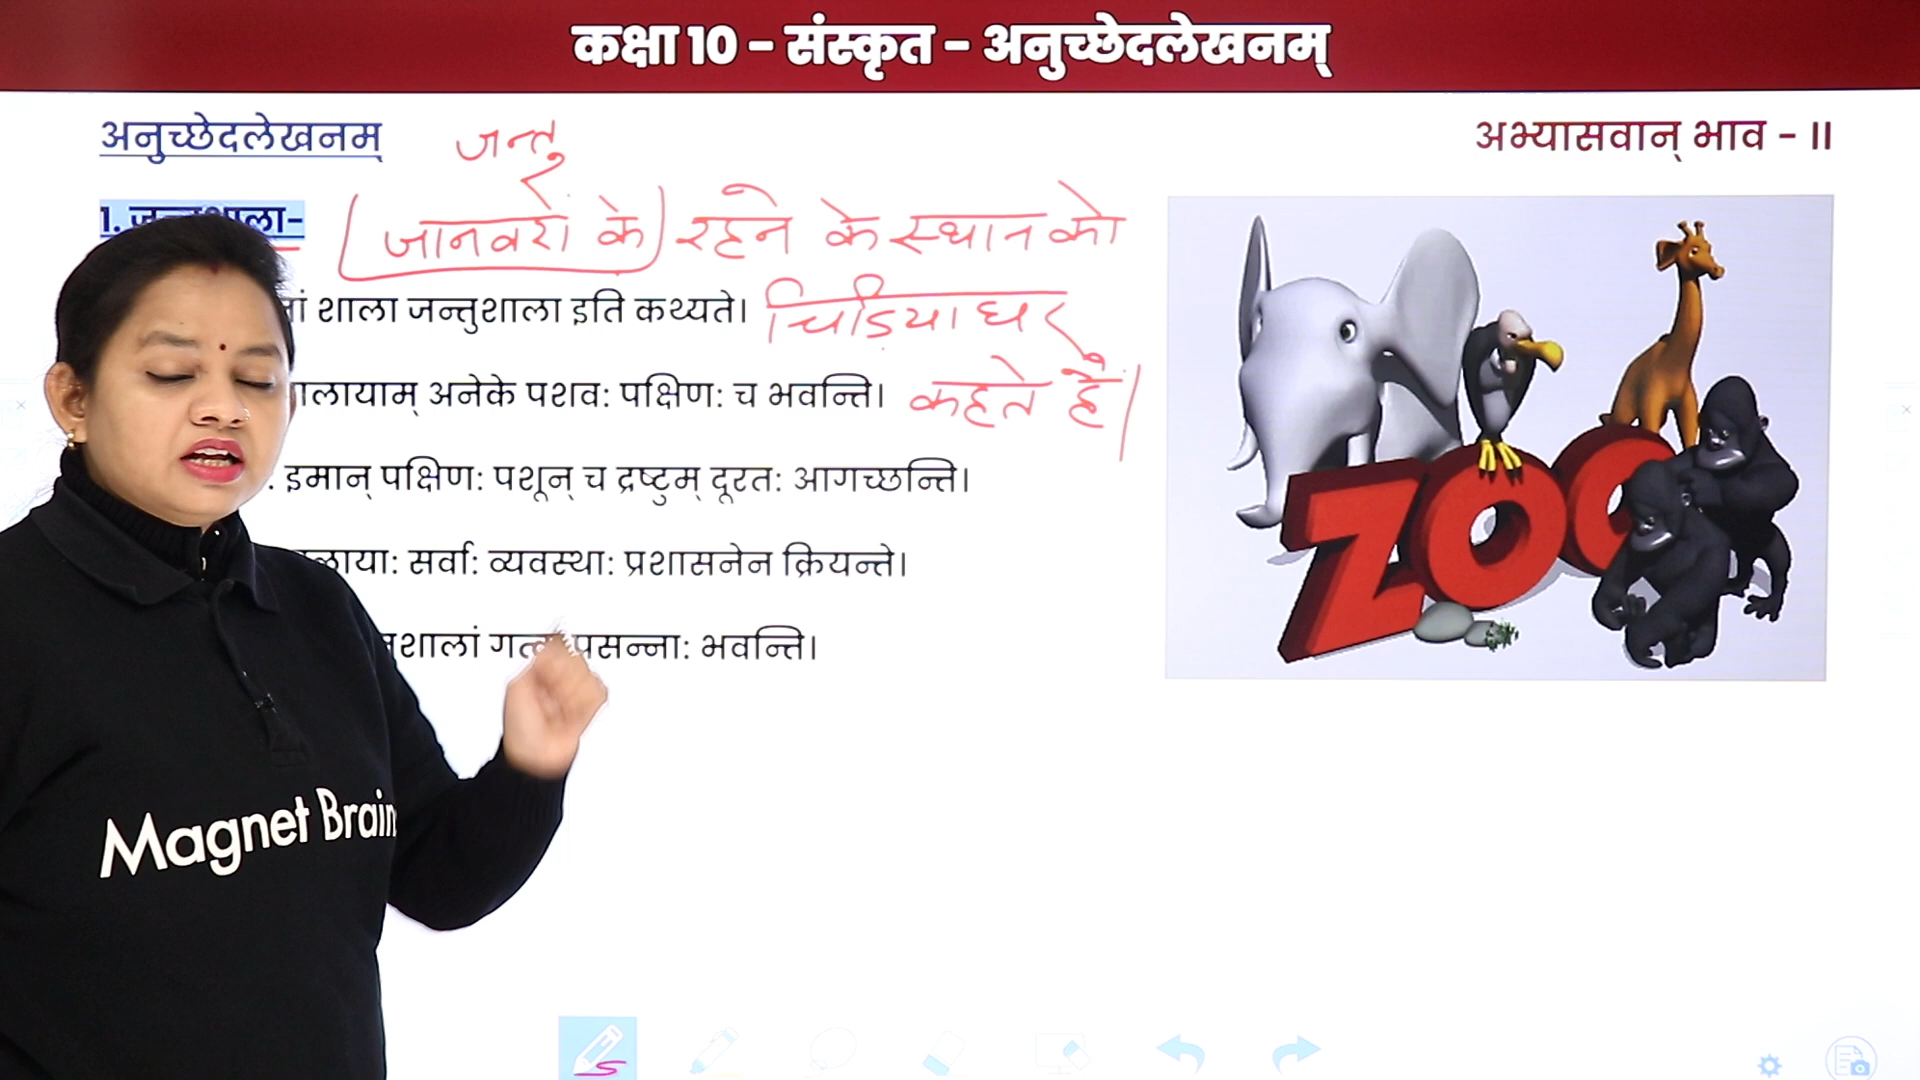 कक्षा 10 – संस्कृत – अनुच्छेदलेखनम्
अनुच्छेदलेखनम्
अभ्यासवान् भाव - II
जन्तु
1.
जानवरों के रहने के स्थान को
शाला जन्तुशाला इति कथ्यते।
चिडिया घर
अनेके पशवः पक्षिणः च भवन्ति।
कहते है।
इमान् पक्षिणः पशून् च द्रष्टुम् दूरतः आगच्छन्ति।
सर्वाः व्यवस्थाः प्रशासनेन क्रियन्ते।
प्रसन्नाः भवन्ति।
ZOO
Magnet Brain